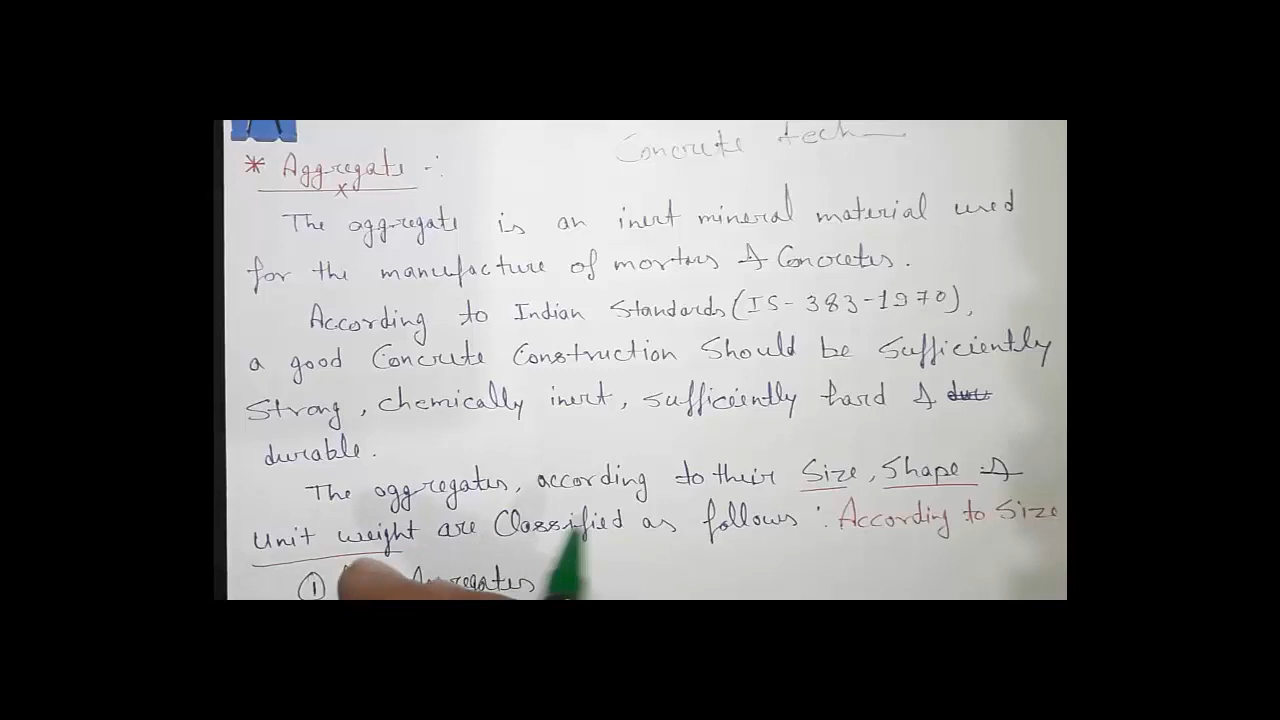 Concrete tech
* Aggregate -:
x
The aggregate is an inert mineral material used
for the manufacture of mortars & Concretes.
According to Indian Standards (IS-383-1970),
a good Concrete Construction Should be Sufficiently
Strong, chemically inert, sufficiently hard &
durable.
The aggregates, according to their Size, Shape &
Unit weight are Classified as follows : According to Size
① Aggregates